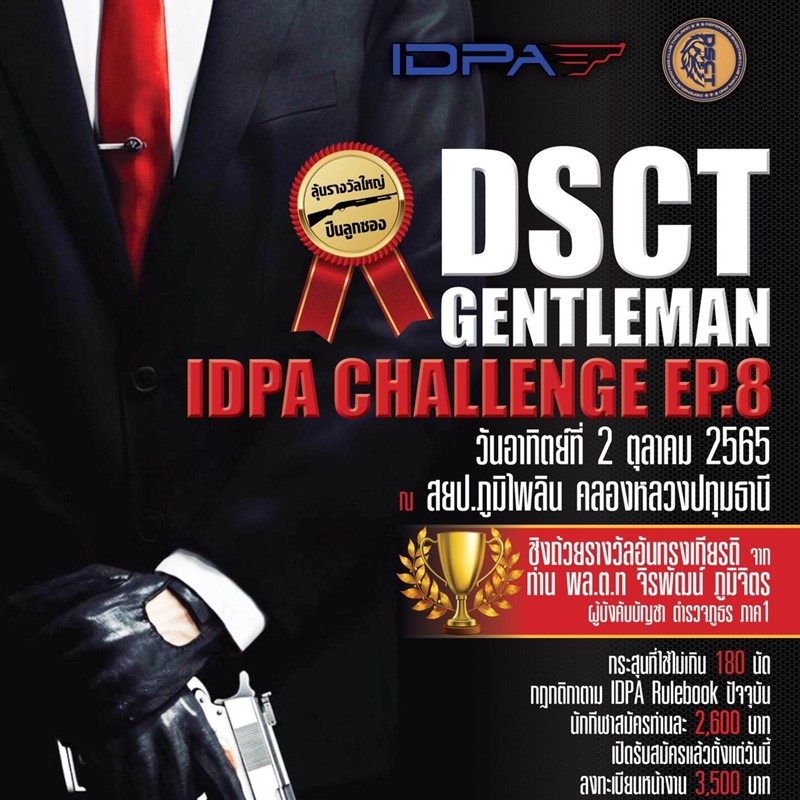 IDPA
DSCT
ลุ้นรางวัลใหญ่
ปืนลูกซอง
DSCT
GENTLEMAN
IDPA CHALLENGE EP.8
วันอาทิตย์ที่ 2 ตุลาคม 2565
ณ สยป.ภูมิไพลิน คลองหลวงปทุมธานี
ชิงถ้วยรางวัลอันทรงเกียรติ จาก
ท่าน พล.ต.ท จิรพัฒน์ ภูมิจิตร
ผู้บังคับบัญชา ตำรวจภูธร ภาค1
กระสุนที่ใช้ไม่เกิน 180 นัด
กฎกติกาตาม IDPA Rulebook ปัจจุบัน
นักกีฬาสมัครท่านละ 2,600 บาท
เปิดรับสมัครแล้วตั้งแต่วันนี้
ลงทะเบียนหน้างาน 3,500 บาท